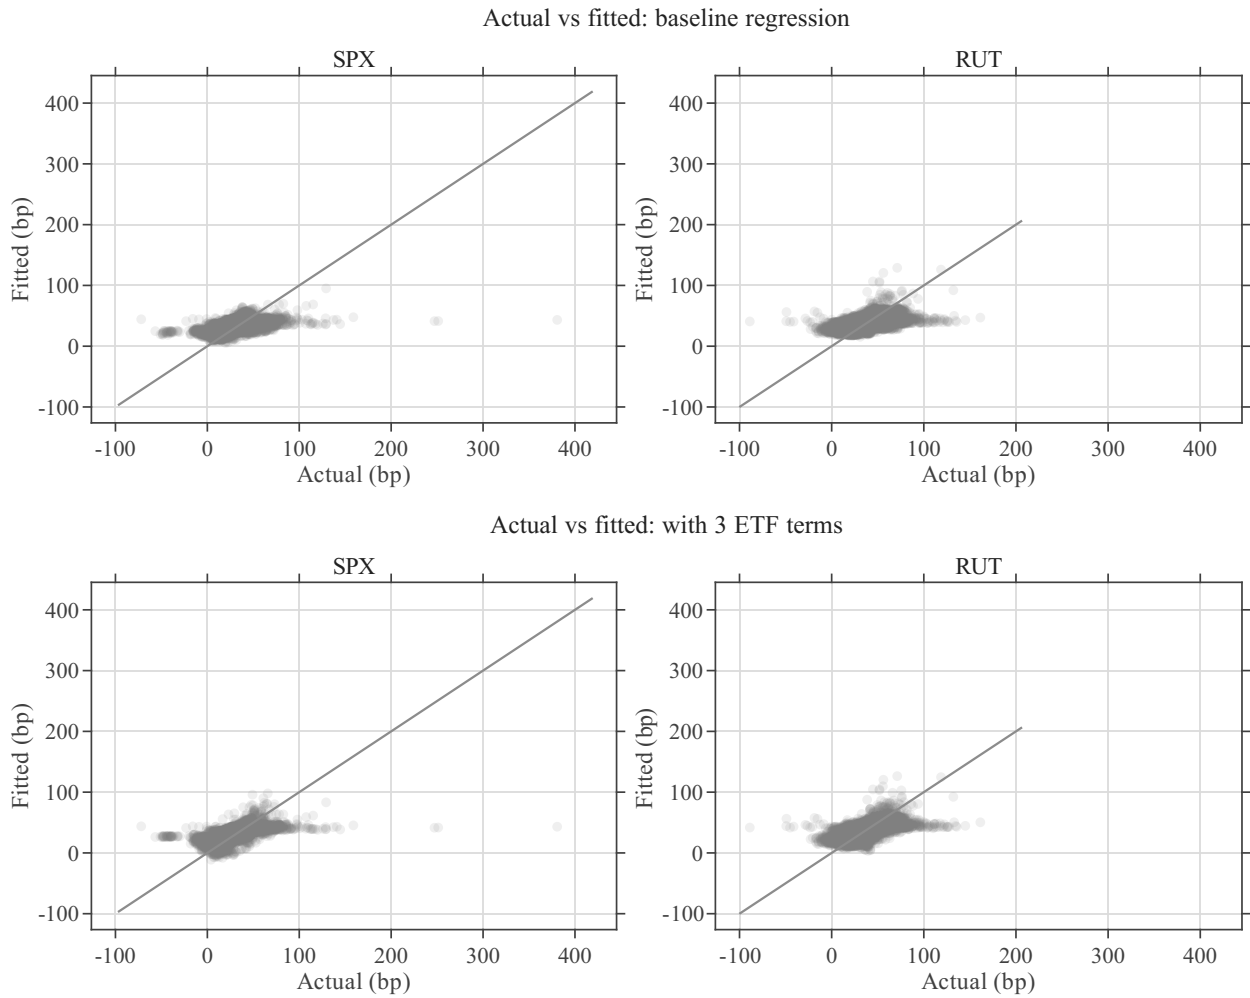 Actual vs fitted: baseline regression
SPX
RUT
400
300
200
100
0
-100
Fitted (bp)
-100 0 100 200 300 400
Actual (bp)
400
300
200
100
0
-100
Fitted (bp)
-100 0 100 200 300 400
Actual (bp)
Actual vs fitted: with 3 ETF terms
SPX
RUT
400
300
200
100
0
-100
Fitted (bp)
-100 0 100 200 300 400
Actual (bp)
400
300
200
100
0
-100
Fitted (bp)
-100 0 100 200 300 400
Actual (bp)